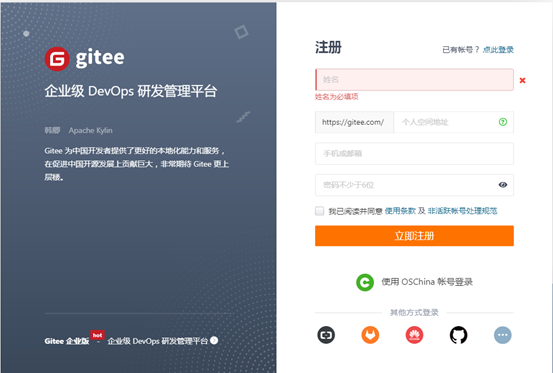 gitee
企业级 DevOps 研发管理平台
韩卿 Apache Kylin
Gitee 为中国开发者提供了更好的本地化能力和服务，
在促进中国开源发展上贡献巨大，非常期待 Gitee 更上
层楼。
Gitee 企业版 hot - 企业级 DevOps 研发管理平台
注册
已有帐号？ 点此登录
姓名
姓名为必填项
https://gitee.com/ 个人空间地址
手机或邮箱
密码不少于6位
我已阅读并同意 使用条款 及 非活跃帐号处理规范
立即注册
使用 OSChina 帐号登录
其他方式登录